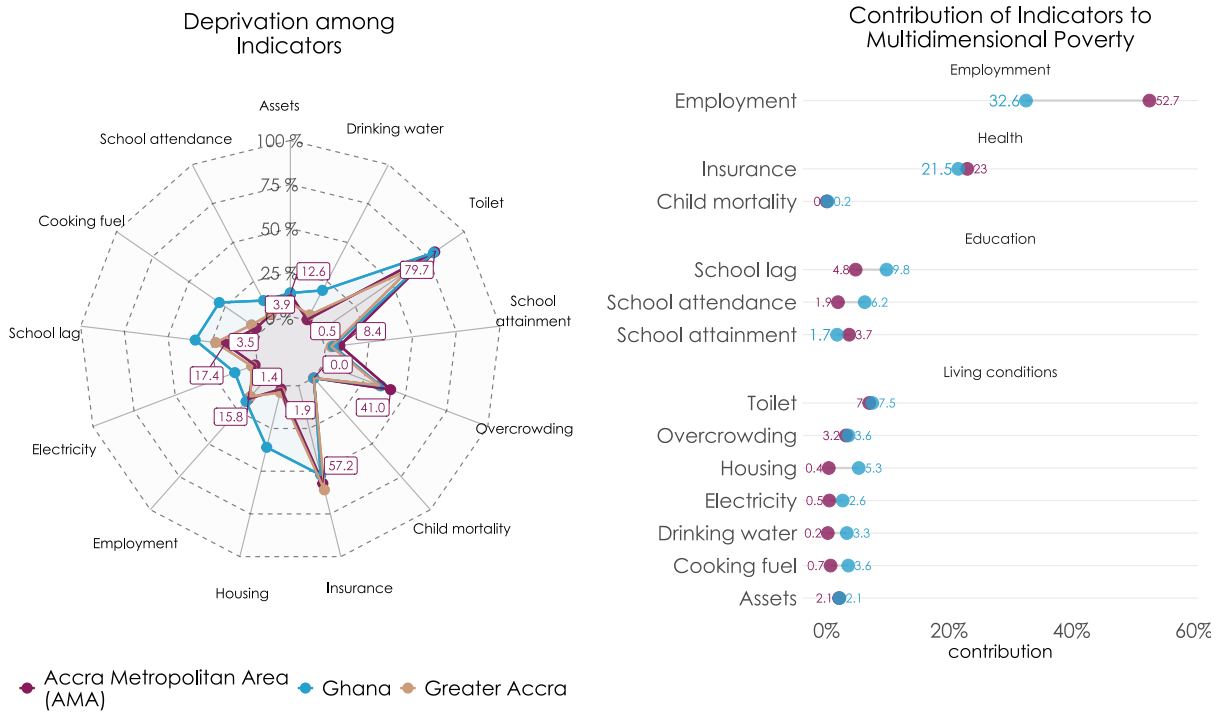 Deprivation among
Indicators
Assets
School attendance
Drinking water
100 %
75 %
50 %
25 %
0 %
Cooking fuel
Toilet
School lag
School
attainment
Electricity
Overcrowding
Employment
Child mortality
Housing
Insurance
12.6
79.7
3.9
0.5
8.4
3.5
0.0
17.4
1.4
41.0
15.8
1.9
57.2
Accra Metropolitan Area
(AMA)
Ghana
Greater Accra
Contribution of Indicators to
Multidimensional Poverty
Employmment
Employment 32.6 52.7
Health
Insurance 21.5 23
Child mortality 0 0.2
Education
School lag 4.8 9.8
School attendance 1.9 6.2
School attainment 1.7 3.7
Living conditions
Toilet 7 7.5
Overcrowding 3.2 3.6
Housing 0.4 5.3
Electricity 0.5 2.6
Drinking water 0.2 3.3
Cooking fuel 0.7 3.6
Assets 2.1 2.1
0% 20% 40% 60%
contribution